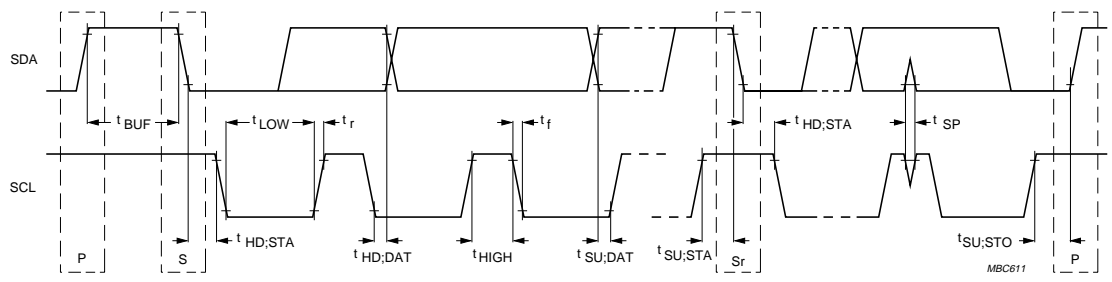 SDA
t BUF
t LOW
t r
t f
t HD;STA
t SP
SCL
t HD;STA
t HD;DAT
t HIGH
t SU;DAT
t SU;STA
t SU;STO
P
S
Sr
MBC611
P